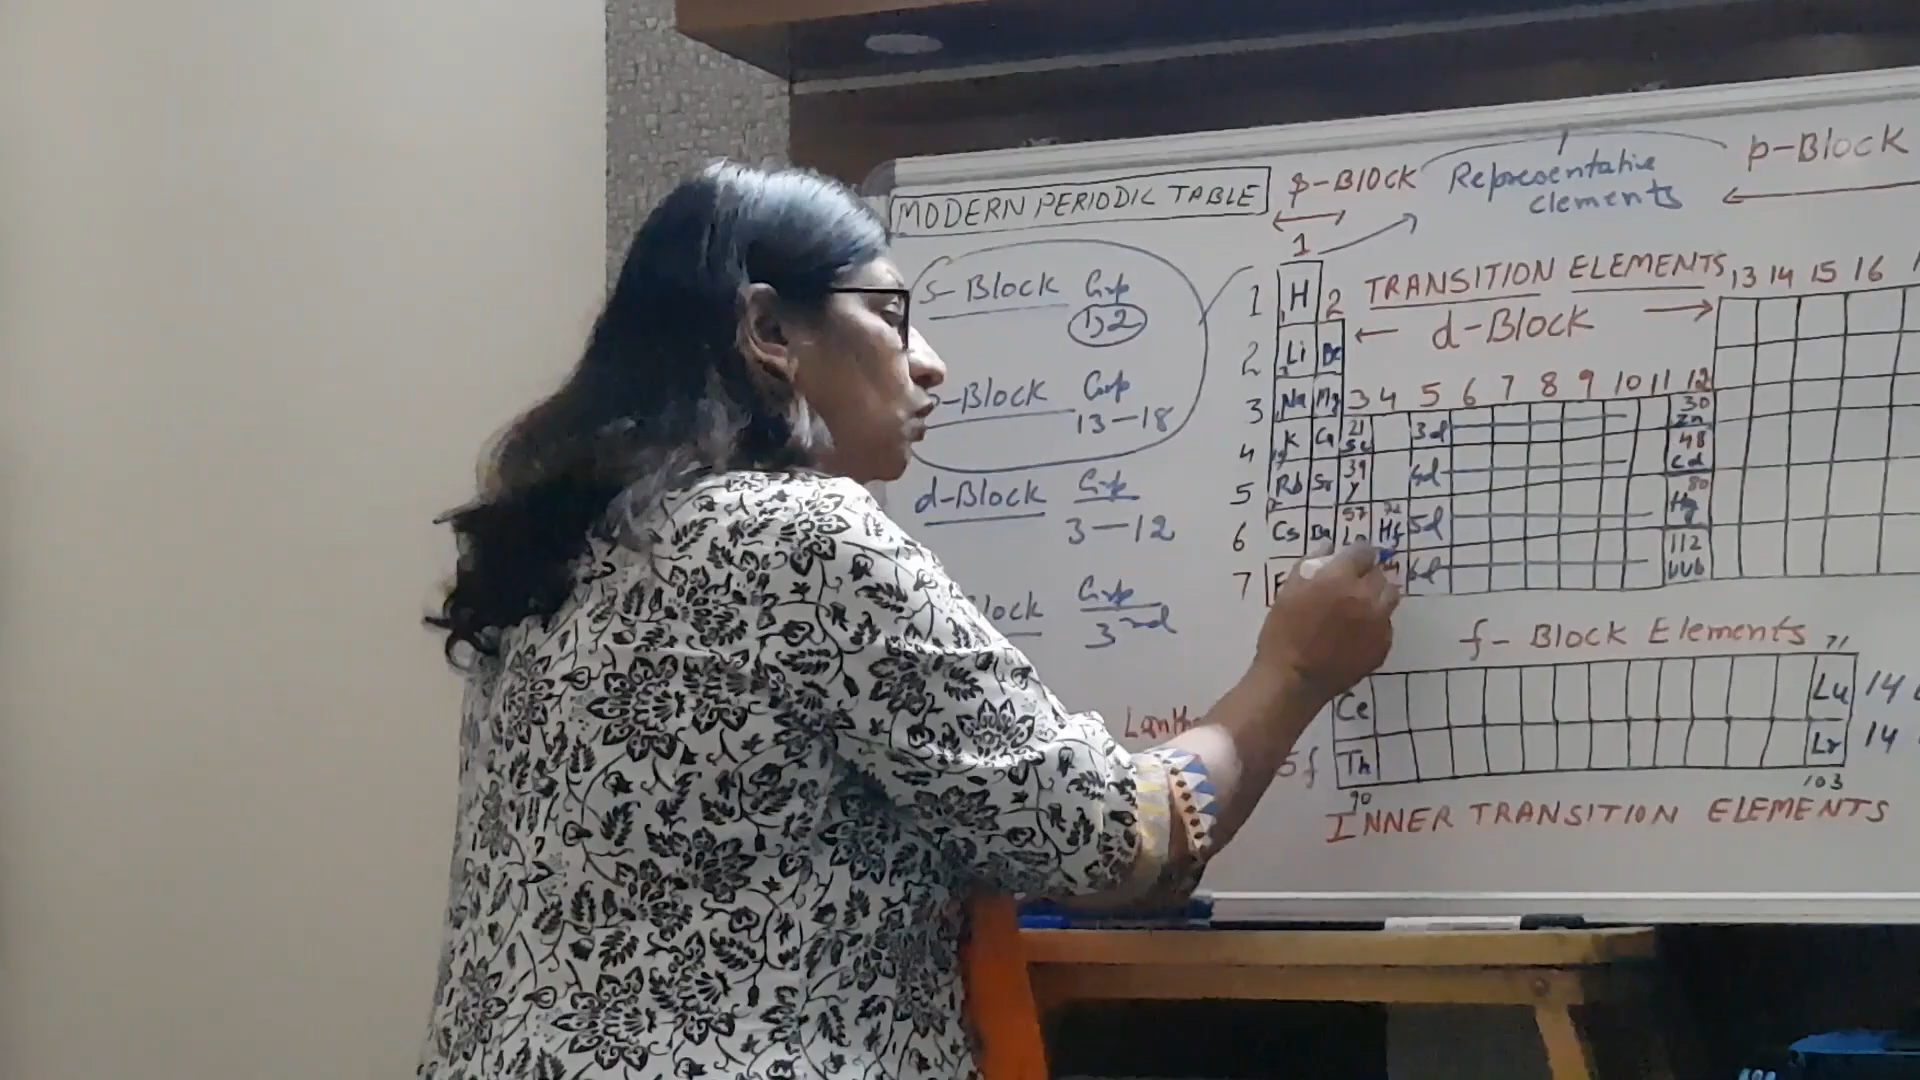 MODERN PERIODIC TABLE
s-Block Grp
1,2
-Block Grp
13-18
d-Block Grp
3-12
lock Grp
3rd
s-BLOCK
Representative
elements
p-BLOCK
1
TRANSITION ELEMENTS
d-Block
13 14 15 16
1 H 2
2 Li Be
3 Na Mg 3 4 5 6 7 8 9 10 11 12
4 K Ca 21 Sc 3d 30 Zn
5 Rb Sr 39 Y 4d 48 Cd
6 Cs Ba 57 La 72 Hf 5d 80 Hg
7 6d 112 Uub
f-Block Elements
71
Ce Lu 14
5f Th Lr 14
90 103
INNER TRANSITION ELEMENTS